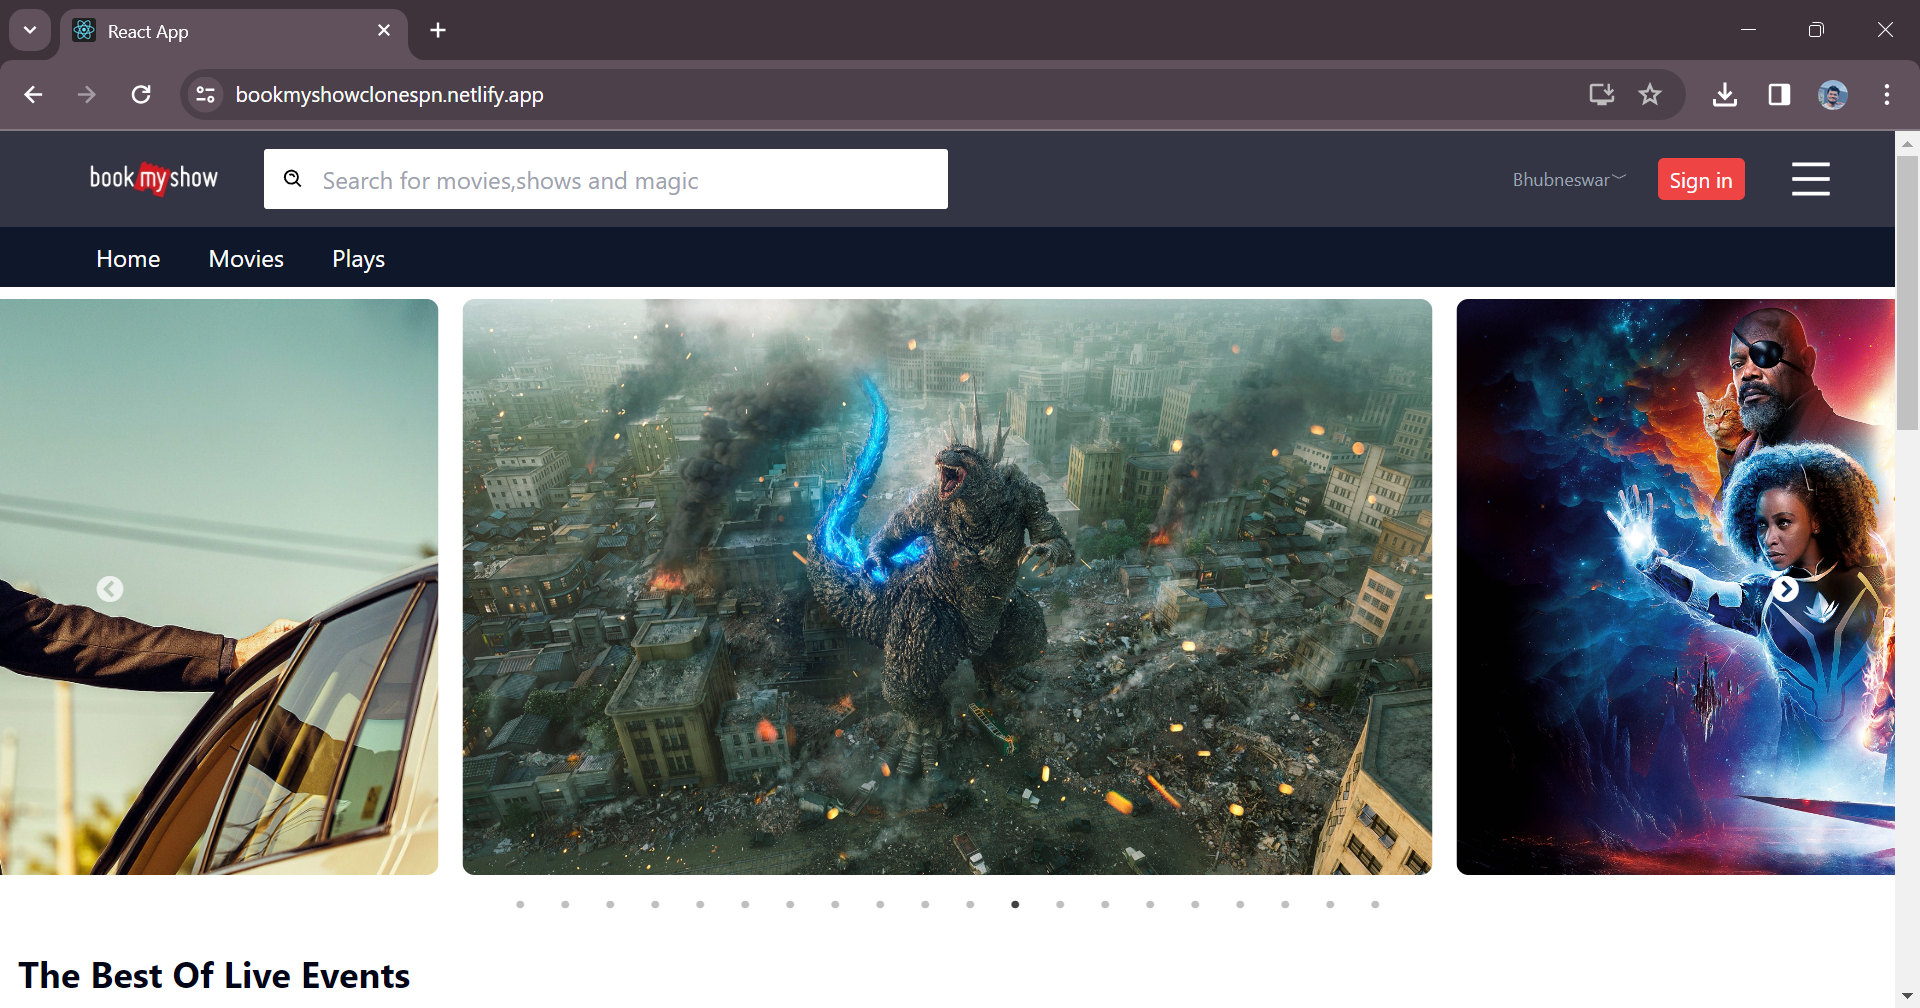 React App
bookmyshowclonespn.netlify.app
book my show
Search for movies,shows and magic
Bhubneswar
Sign in
Home Movies Plays
The Best Of Live Events